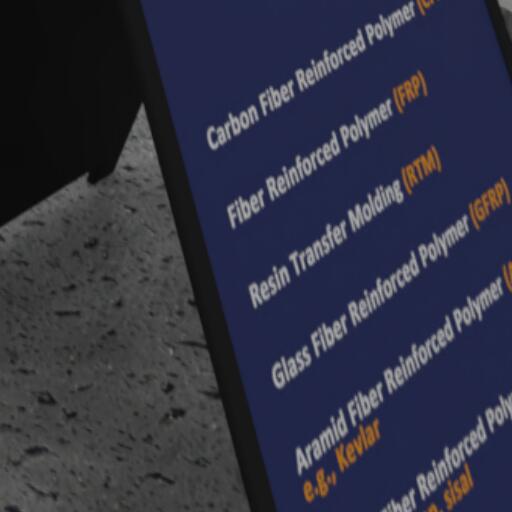 Carbon Fiber Reinforced Polymer
Fiber Reinforced Polymer (FRP)
Resin Transfer Molding (RTM)
Glass Fiber Reinforced Polymer (GFRP)
Aramid Fiber Reinforced Polymer
e.g., Kevlar
Fiber Reinforced
sisal